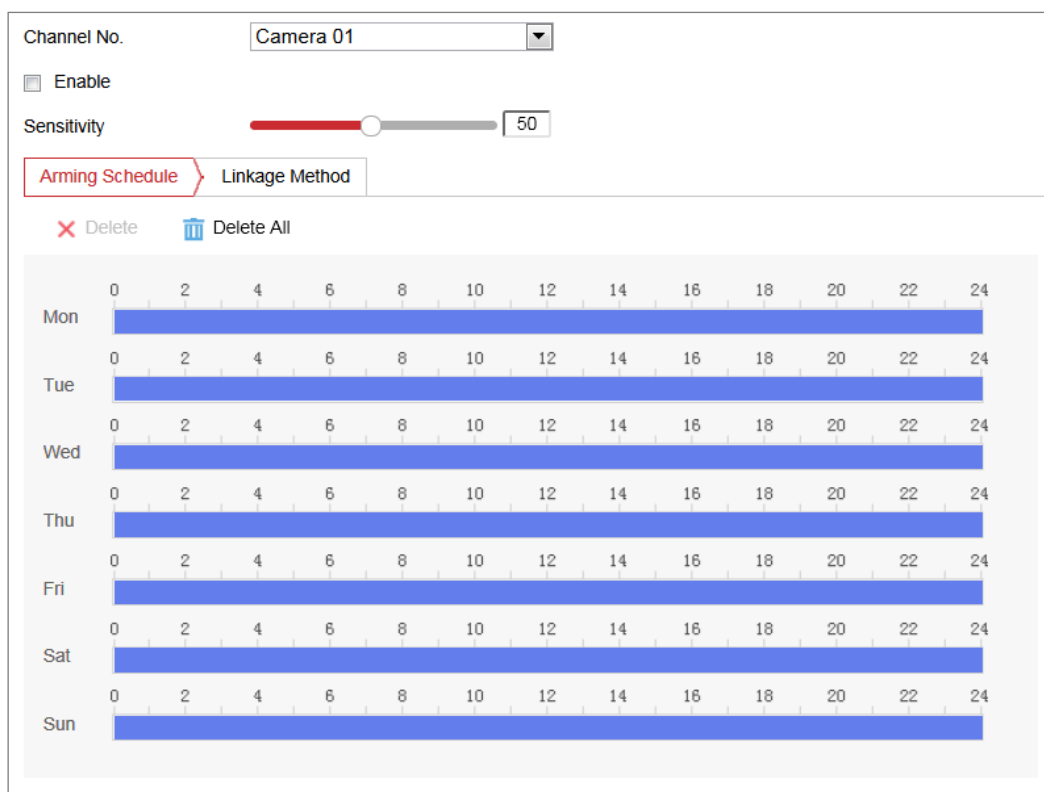 Channel No. Camera 01
Enable
Sensitivity 50
Arming Schedule Linkage Method
Delete Delete All
0 2 4 6 8 10 12 14 16 18 20 22 24
Mon
0 2 4 6 8 10 12 14 16 18 20 22 24
Tue
0 2 4 6 8 10 12 14 16 18 20 22 24
Wed
0 2 4 6 8 10 12 14 16 18 20 22 24
Thu
0 2 4 6 8 10 12 14 16 18 20 22 24
Fri
0 2 4 6 8 10 12 14 16 18 20 22 24
Sat
0 2 4 6 8 10 12 14 16 18 20 22 24
Sun